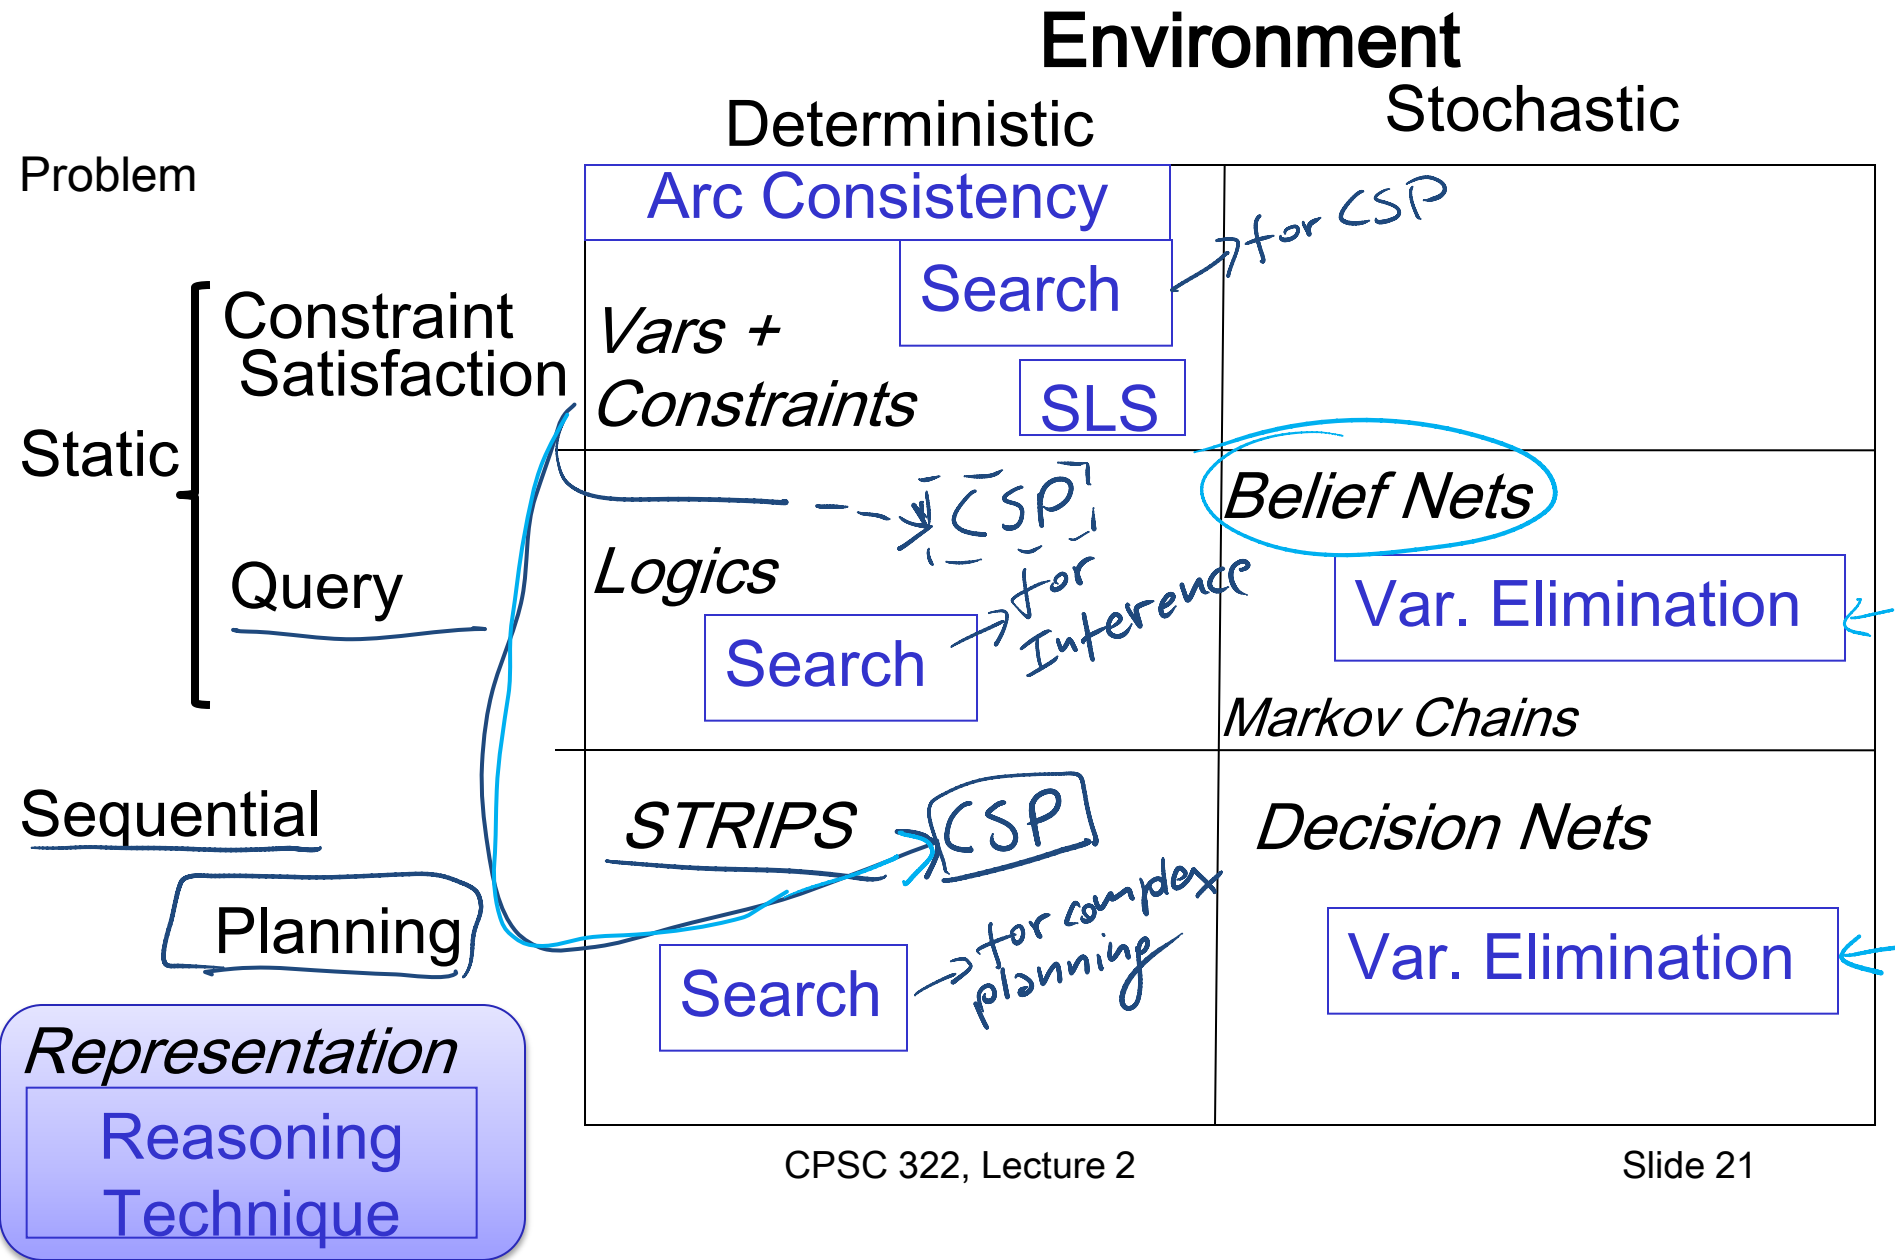 Environment
Deterministic
Stochastic
Problem
Arc Consistency
Search
for CSP
Constraint
Satisfaction
Vars +
Constraints
SLS
Static
CSP
Belief Nets
Query
Logics
for
Inference
Search
Var. Elimination
Markov Chains
Sequential
STRIPS
CSP
Decision Nets
Planning
for complex
planning
Search
Var. Elimination
Representation
Reasoning
Technique
CPSC 322, Lecture 2
Slide 21